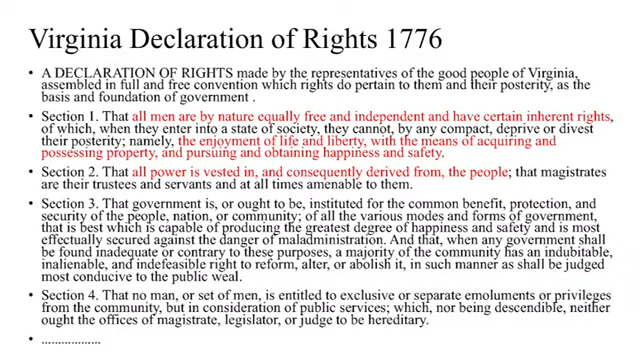 Virginia Declaration of Rights 1776
• A DECLARATION OF RIGHTS made by the representatives of the good people of Virginia,
assembled in full and free convention which rights do pertain to them and their posterity, as the
basis and foundation of government .
• Section 1. That all men are by nature equally free and independent and have certain inherent rights,
of which, when they enter into a state of society, they cannot, by any compact, deprive or divest
their posterity; namely, the enjoyment of life and liberty, with the means of acquiring and
possessing property, and pursuing and obtaining happiness and safety.
• Section 2. That all power is vested in, and consequently derived from, the people; that magistrates
are their trustees and servants and at all times amenable to them.
• Section 3. That government is, or ought to be, instituted for the common benefit, protection, and
security of the people, nation, or community; of all the various modes and forms of government,
that is best which is capable of producing the greatest degree of happiness and safety and is most
effectually secured against the danger of maladministration. And that, when any government shall
be found inadequate or contrary to these purposes, a majority of the community has an indubitable,
inalienable, and indefeasible right to reform, alter, or abolish it, in such manner as shall be judged
most conducive to the public weal.
• Section 4. That no man, or set of men, is entitled to exclusive or separate emoluments or privileges
from the community, but in consideration of public services; which, nor being descendible, neither
ought the offices of magistrate, legislator, or judge to be hereditary.
• ………………